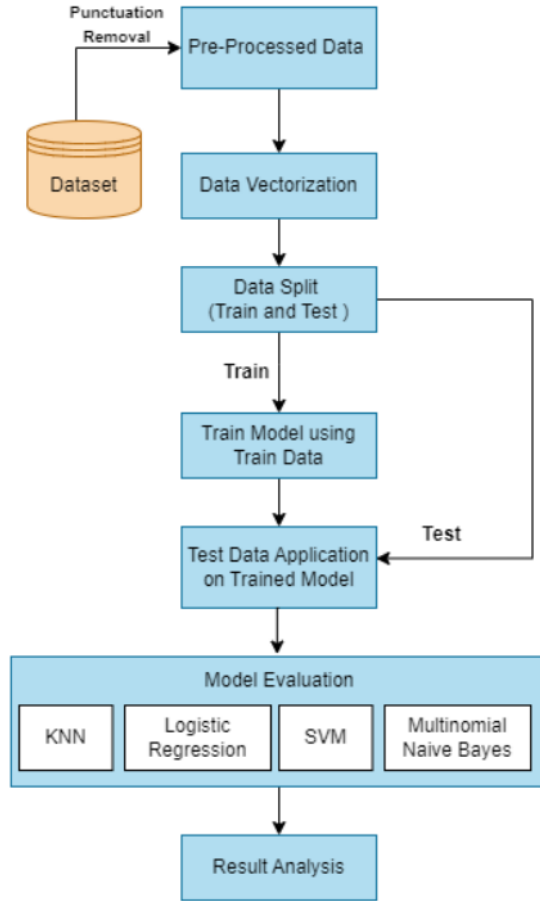 Punctuation
Removal
Pre-Processed Data
Dataset
Data Vectorization
Data Split
(Train and Test )
Train
Train Model using
Train Data
Test
Test Data Application
on Trained Model
Model Evaluation
KNN
Logistic
Regression
SVM
Multinomial
Naive Bayes
Result Analysis